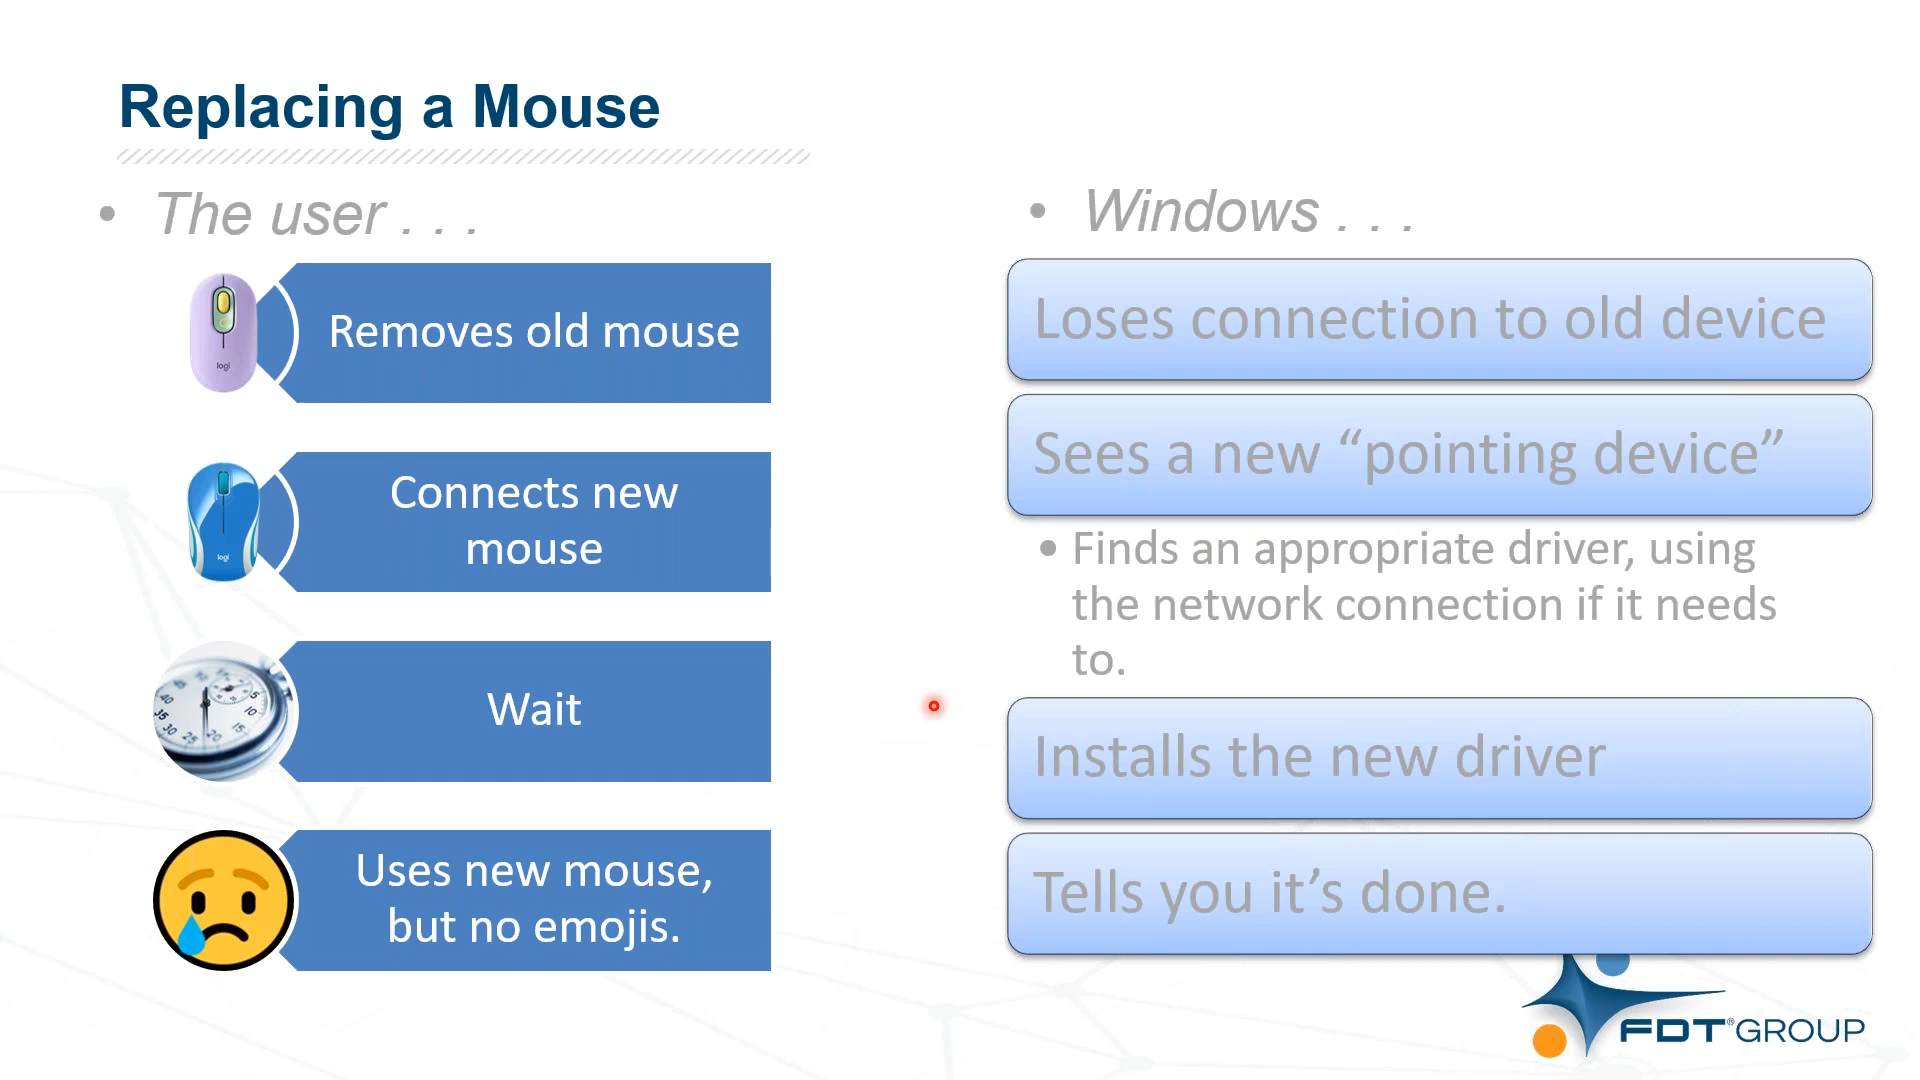 Replacing a Mouse
• The user . . .
logi
Removes old mouse
logi
Connects new
mouse
Wait
Uses new mouse,
but no emojis.
• Windows . . .
Loses connection to old device
Sees a new “pointing device”
• Finds an appropriate driver, using
the network connection if it needs
to.
Installs the new driver
Tells you it’s done.
FDT® GROUP